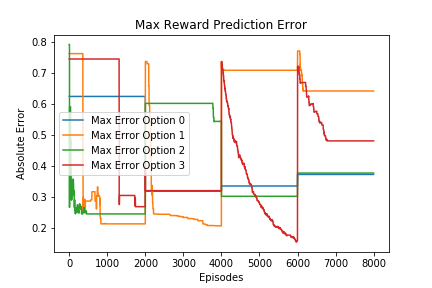 Max Reward Prediction Error
Absolute Error
0.8
0.7
0.6
0.5
0.4
0.3
0.2
Max Error Option 0
Max Error Option 1
Max Error Option 2
Max Error Option 3
0 1000 2000 3000 4000 5000 6000 7000 8000
Episodes